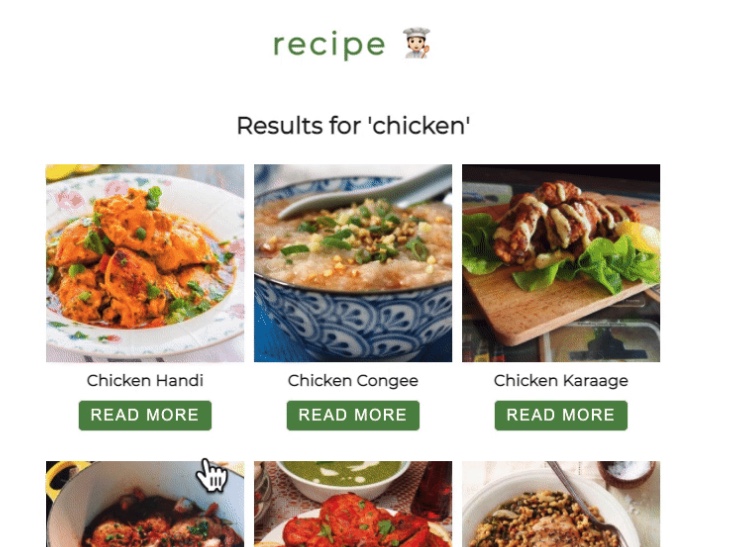 recipe
Results for 'chicken'
Chicken Handi
Chicken Congee
Chicken Karaage
READ MORE
READ MORE
READ MORE